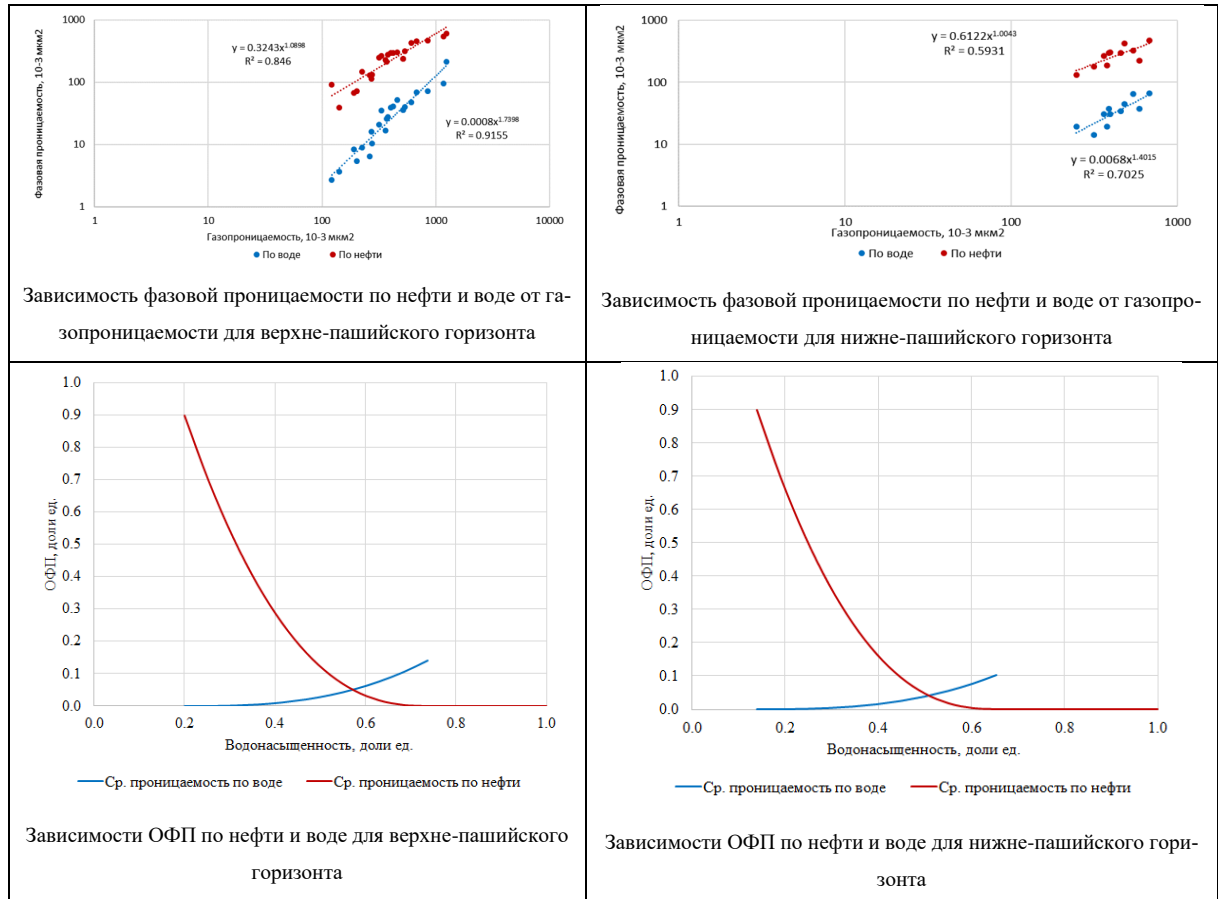 1000
100
10
1
1
10
100
1000
10000
Фазовая проницаемость, 10-3 мкм2
y = 0.3243x^1.0898
R² = 0.846
y = 0.0008x^1.7398
R² = 0.9155
Газопроницаемость, 10-3 мкм2
По воде
По нефти
Зависимость фазовой проницаемости по нефти и воде от га-
зопроницаемости для верхне-пашийского горизонта
1000
100
10
1
1
10
100
1000
Фазовая проницаемость, 10-3 мкм2
y = 0.6122x^1.0043
R² = 0.5931
y = 0.0068x^1.4015
R² = 0.7025
Газопроницаемость, 10-3 мкм2
По воде
По нефти
Зависимость фазовой проницаемости по нефти и воде от газопро-
ницаемости для нижне-пашийского горизонта
1.0
0.9
0.8
0.7
0.6
0.5
0.4
0.3
0.2
0.1
0.0
0.0
0.2
0.4
0.6
0.8
1.0
ОФП, доли ед.
Водонасыщенность, доли ед.
Ср. проницаемость по воде
Ср. проницаемость по нефти
Зависимости ОФП по нефти и воде для верхне-пашийского
горизонта
1.0
0.9
0.8
0.7
0.6
0.5
0.4
0.3
0.2
0.1
0.0
0.0
0.2
0.4
0.6
0.8
1.0
ОФП, доли ед.
Водонасыщенность, доли ед.
Ср. проницаемость по воде
Ср. проницаемость по нефти
Зависимости ОФП по нефти и воде для нижне-пашийского гори-
зонта